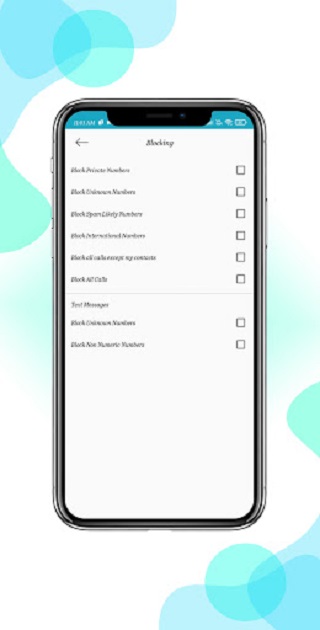 Blocking
Block Private Numbers
Block Unknown Numbers
Block Spam Likely Numbers
Block International Numbers
Block all calls except my contacts
Block All Calls
Text Messages
Block Unknown Numbers
Block Non Numeric Numbers